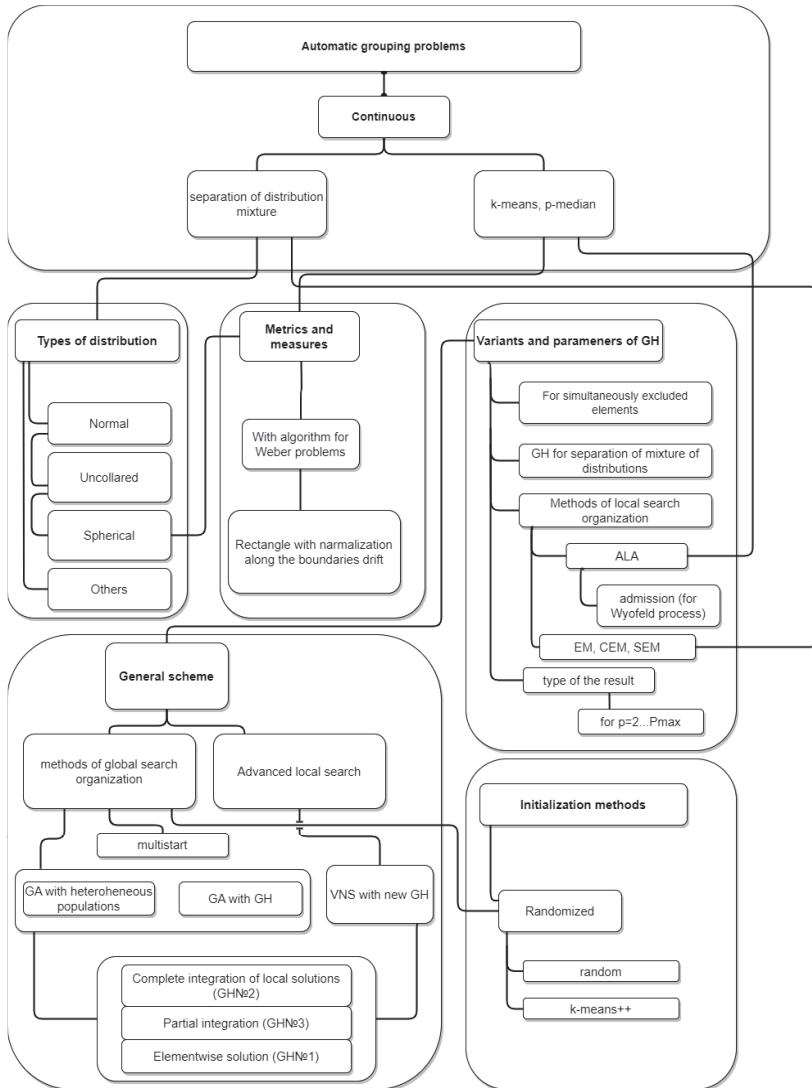 Automatic grouping problems
Continuous
separation of distribution
mixture
k-means, p-median
Types of distribution
Normal
Uncollared
Spherical
Others
Metrics and
measures
With algorithm for
Weber problems
Rectangle with narmalization
along the boundaries drift
Variants and parameners of GH
For simultaneously excluded
elements
GH for separation of mixture of
distributions
Methods of local search
organization
ALA
admission (for
Wyofeld process)
EM, CEM, SEM
type of the result
for p=2...Pmax
General scheme
methods of global search
organization
Advanced local search
multistart
GA with heteroheneous
populations
GA with GH
VNS with new GH
Complete integration of local solutions
(GH№2)
Partial integration (GH№3)
Elementwise solution (GH№1)
Initialization methods
Randomized
random
k-means++